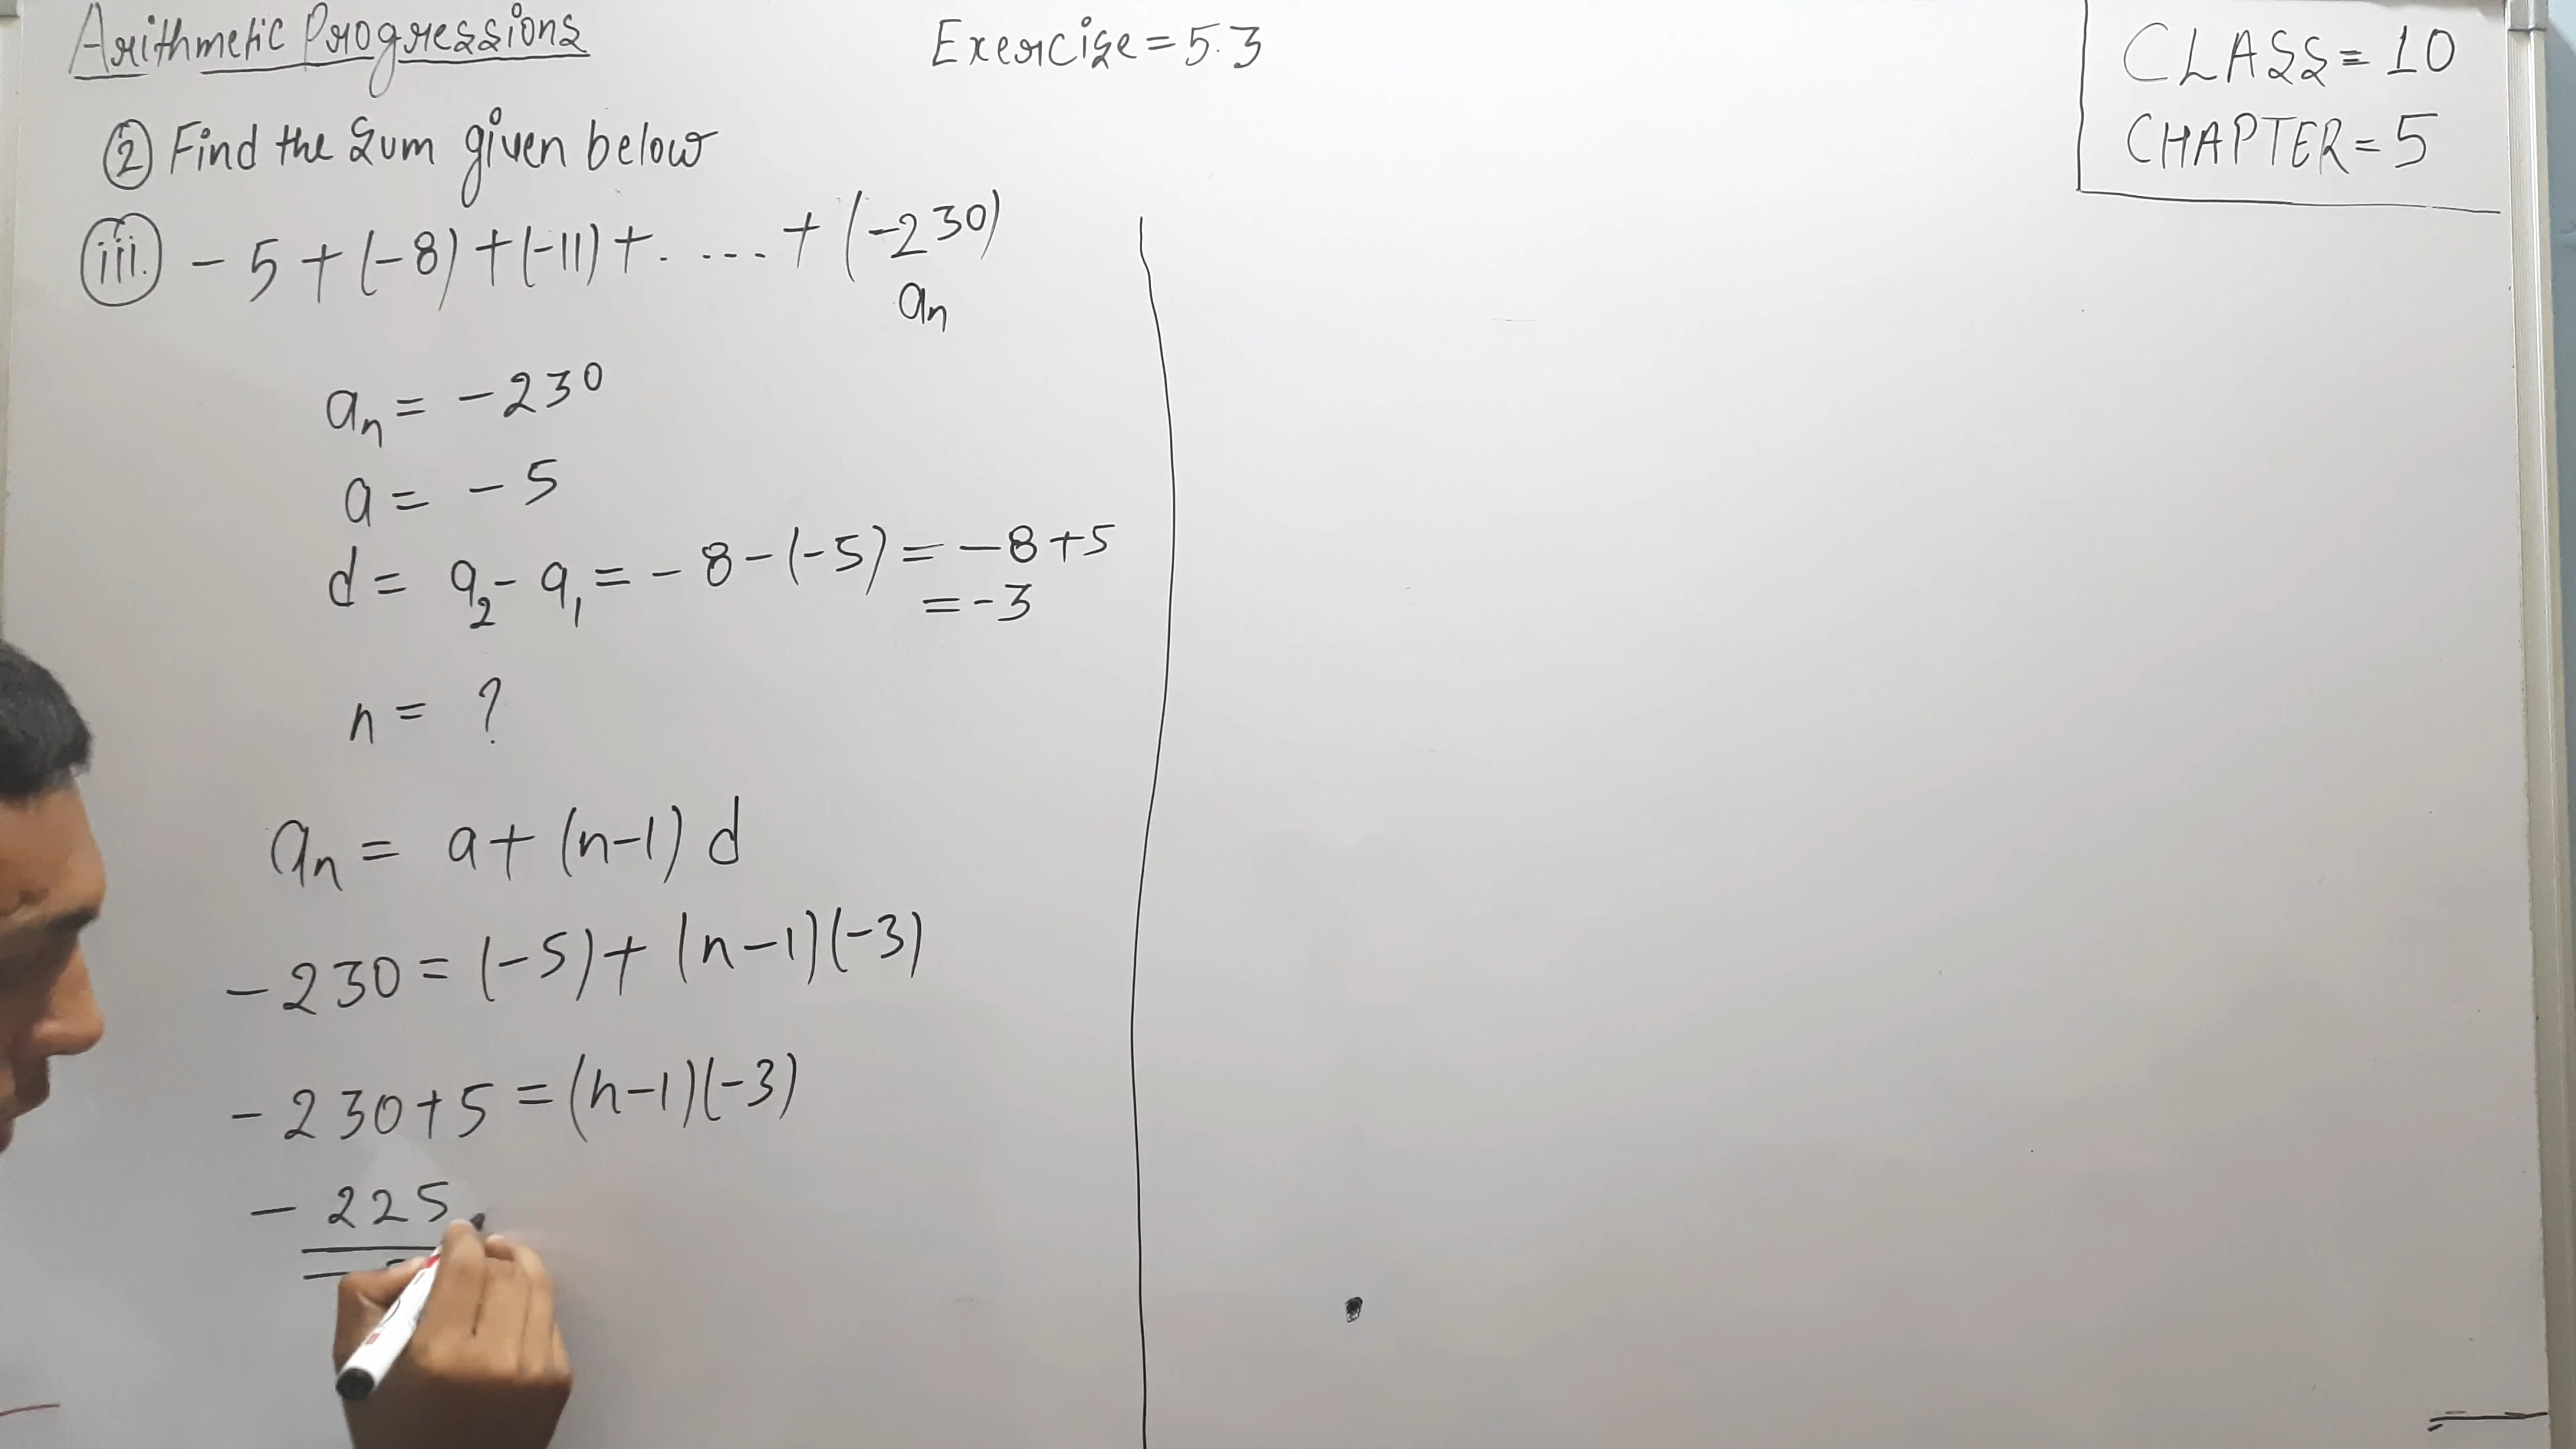 Arithmetic Progressions
Exercise = 5.3
CLASS = 10
CHAPTER = 5
② Find the sum given below
iii. - 5 + (-8) + (-11) + . ... + (-230)
aₙ
aₙ = - 230
a = - 5
d = a₂ - a₁ = - 8 - (-5) = -8 + 5
= -3
n = ?
aₙ = a + (n-1) d
- 230 = (-5) + (n-1)(-3)
- 230 + 5 = (n-1)(-3)
- 225